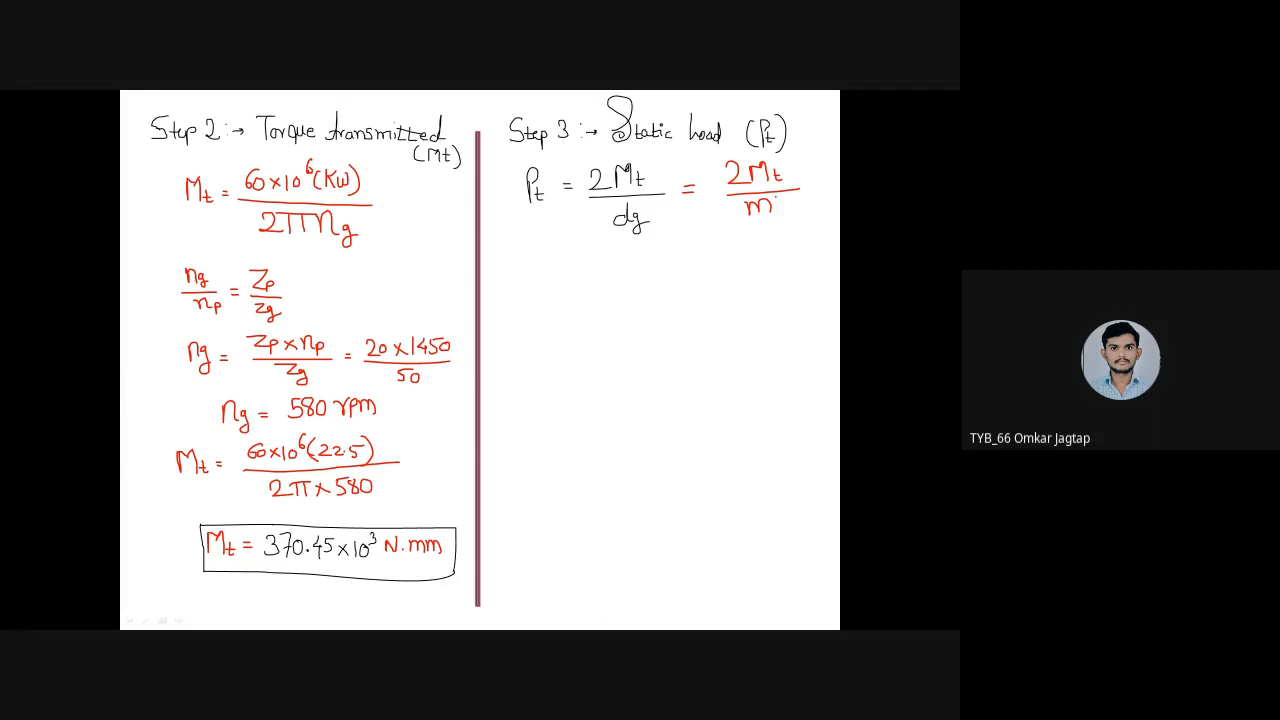 Step 2 :→ Torque transmitted
(Mt)
Mt = 60×10⁶(KW)
2πng
ng = Zp
np zg
ng = Zp × np = 20 × 1450
Zg 50
ng = 580 rpm
Mt = 60×10⁶(22.5)
2π × 580
Mt = 370.45×10³ N.mm
Step 3 :→ Static load (Pt)
Pt = 2Mt = 2Mt
dg m
TYB_66 Omkar Jagtap